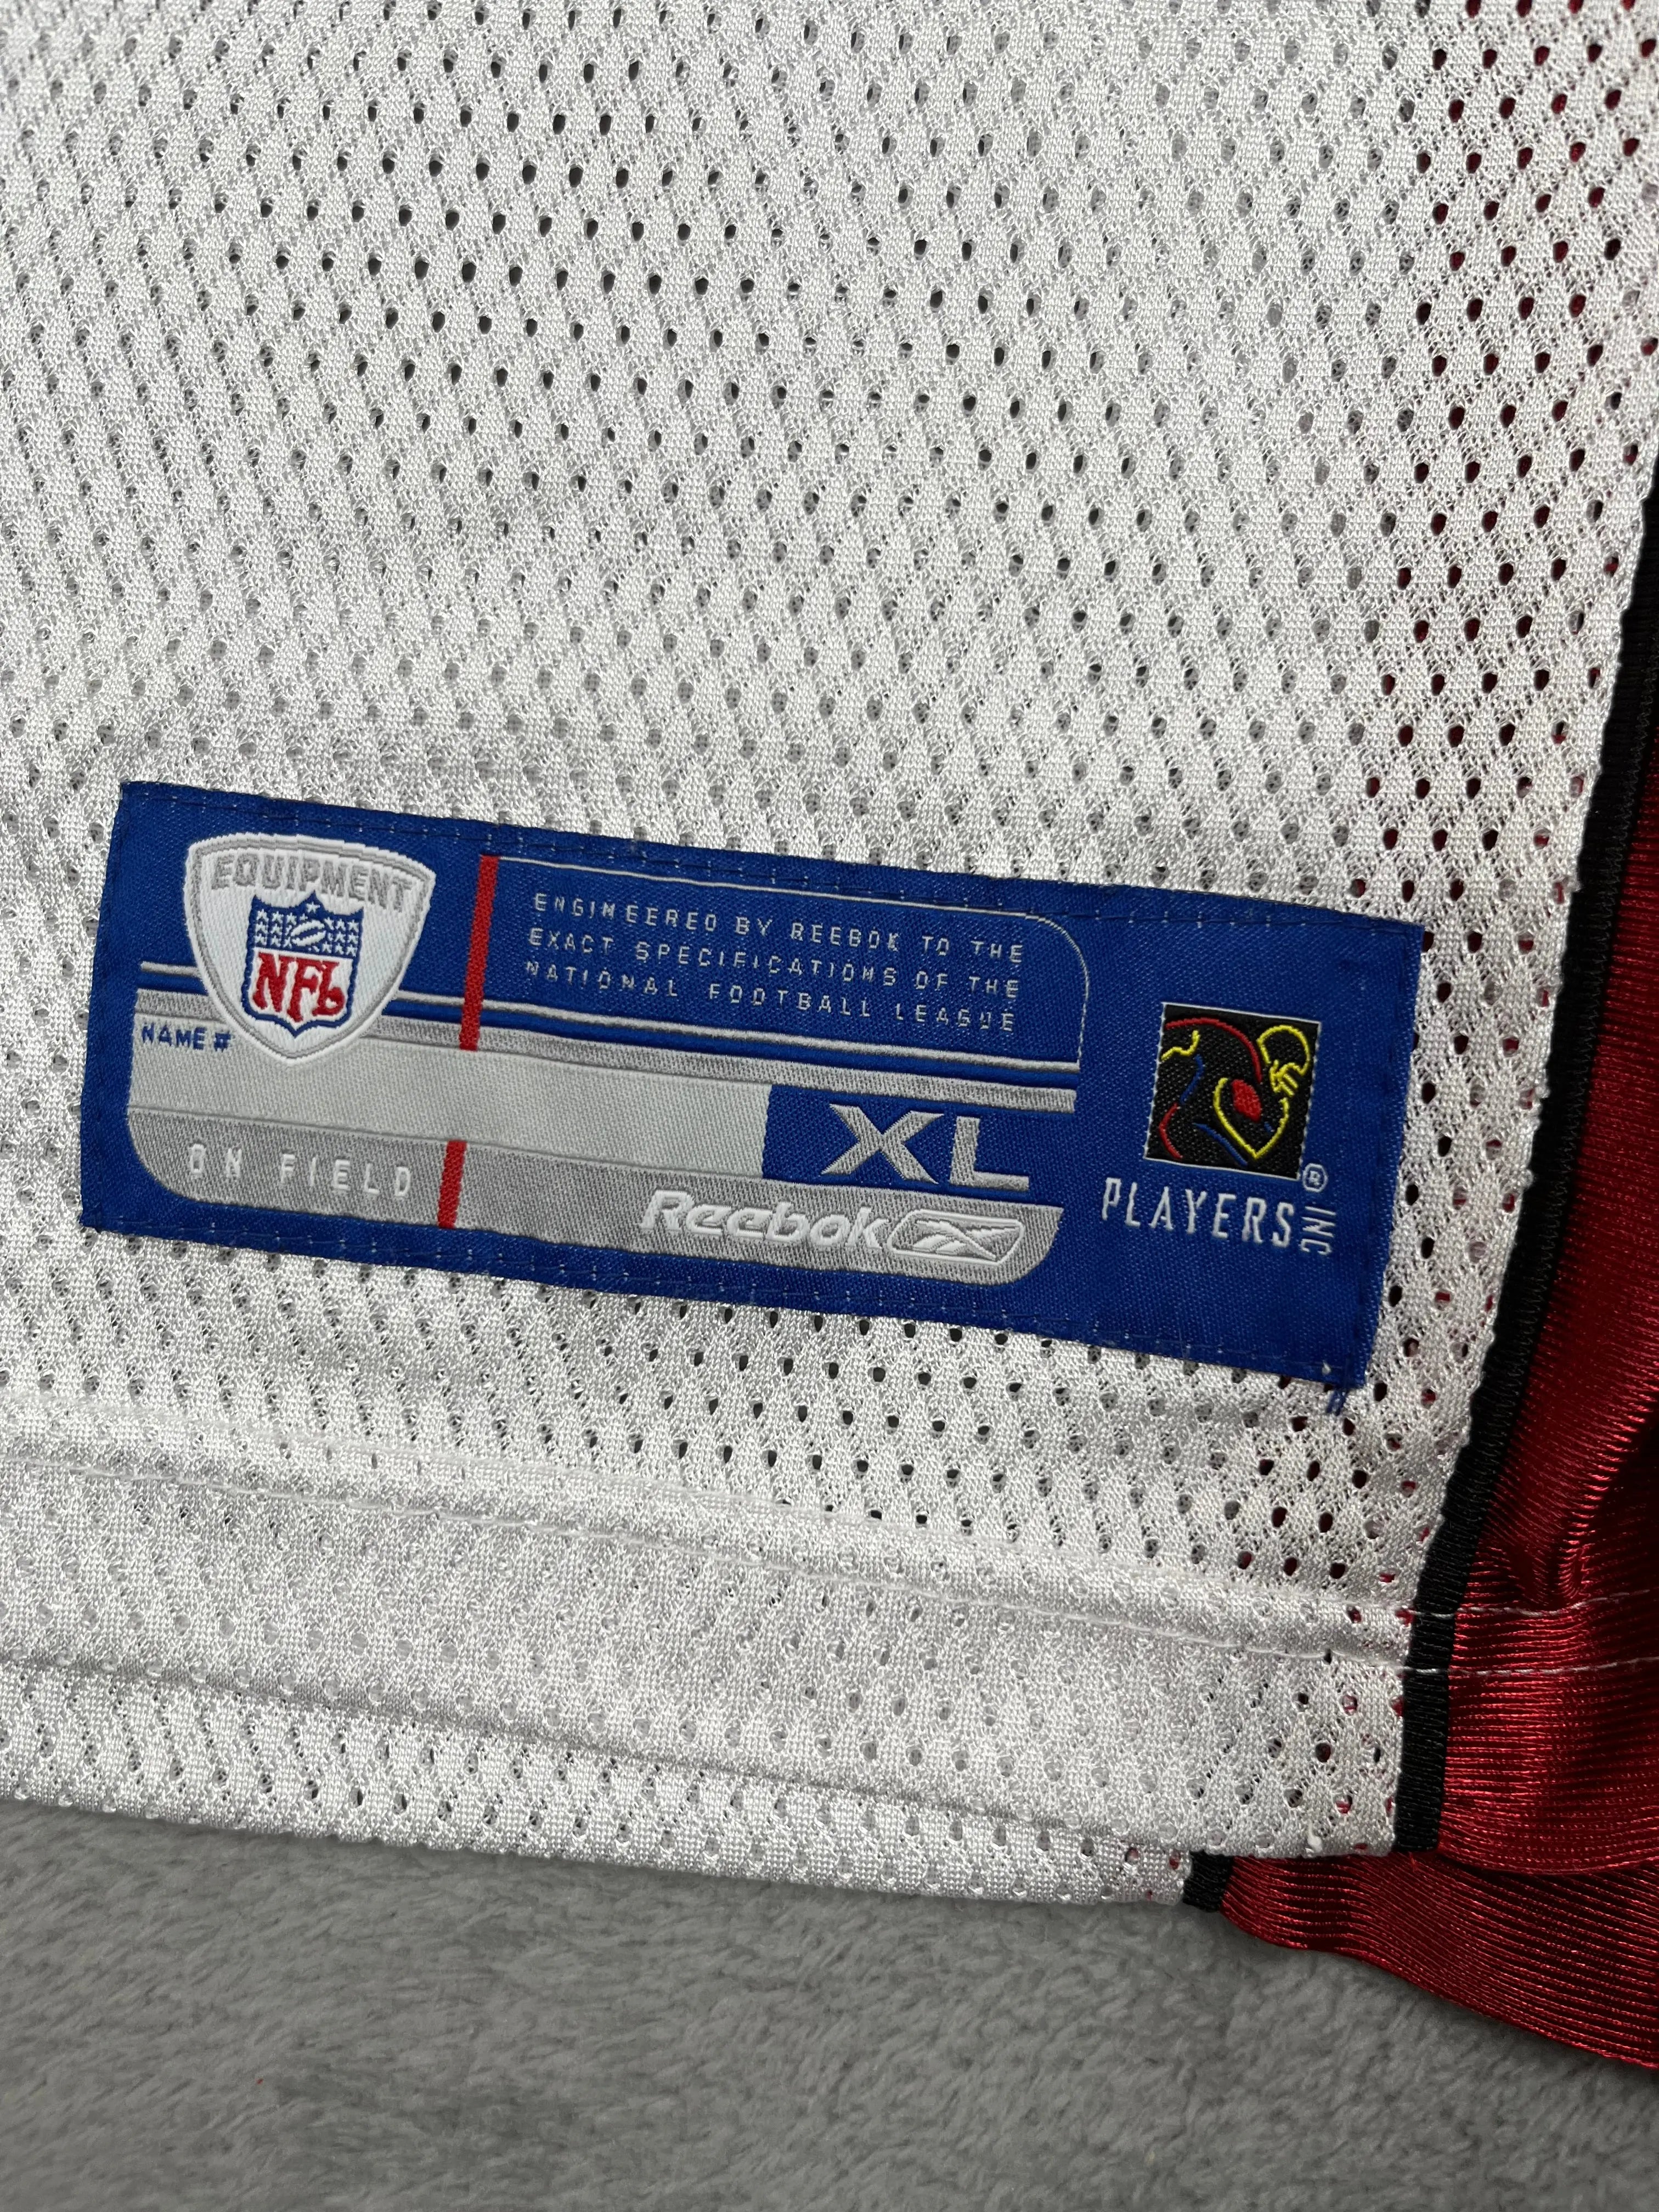 EQUIPMENT
NFL
ENGINEERED BY REEBOK TO THE
EXACT SPECIFICATIONS OF THE
NATIONAL FOOTBALL LEAGUE
NAME #
XL
ON FIELD
Reebok
PLAYERS INC®